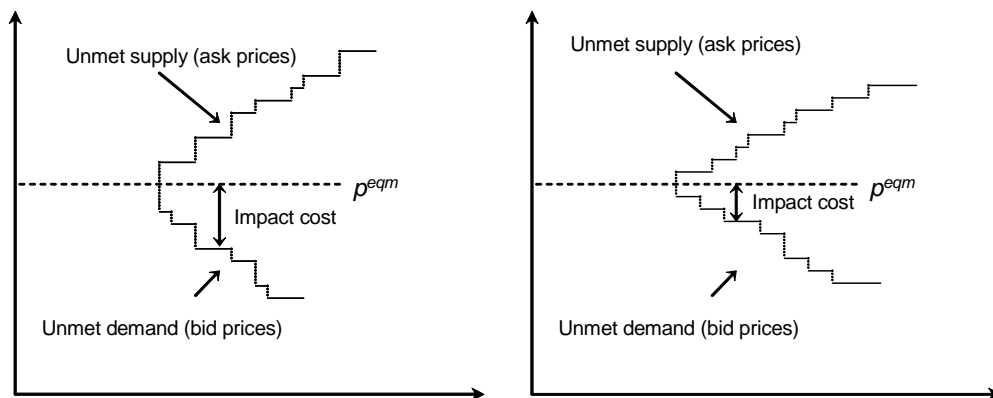 Unmet supply (ask prices)
p^eqm
Impact cost
Unmet demand (bid prices)
Unmet supply (ask prices)
p^eqm
Impact cost
Unmet demand (bid prices)